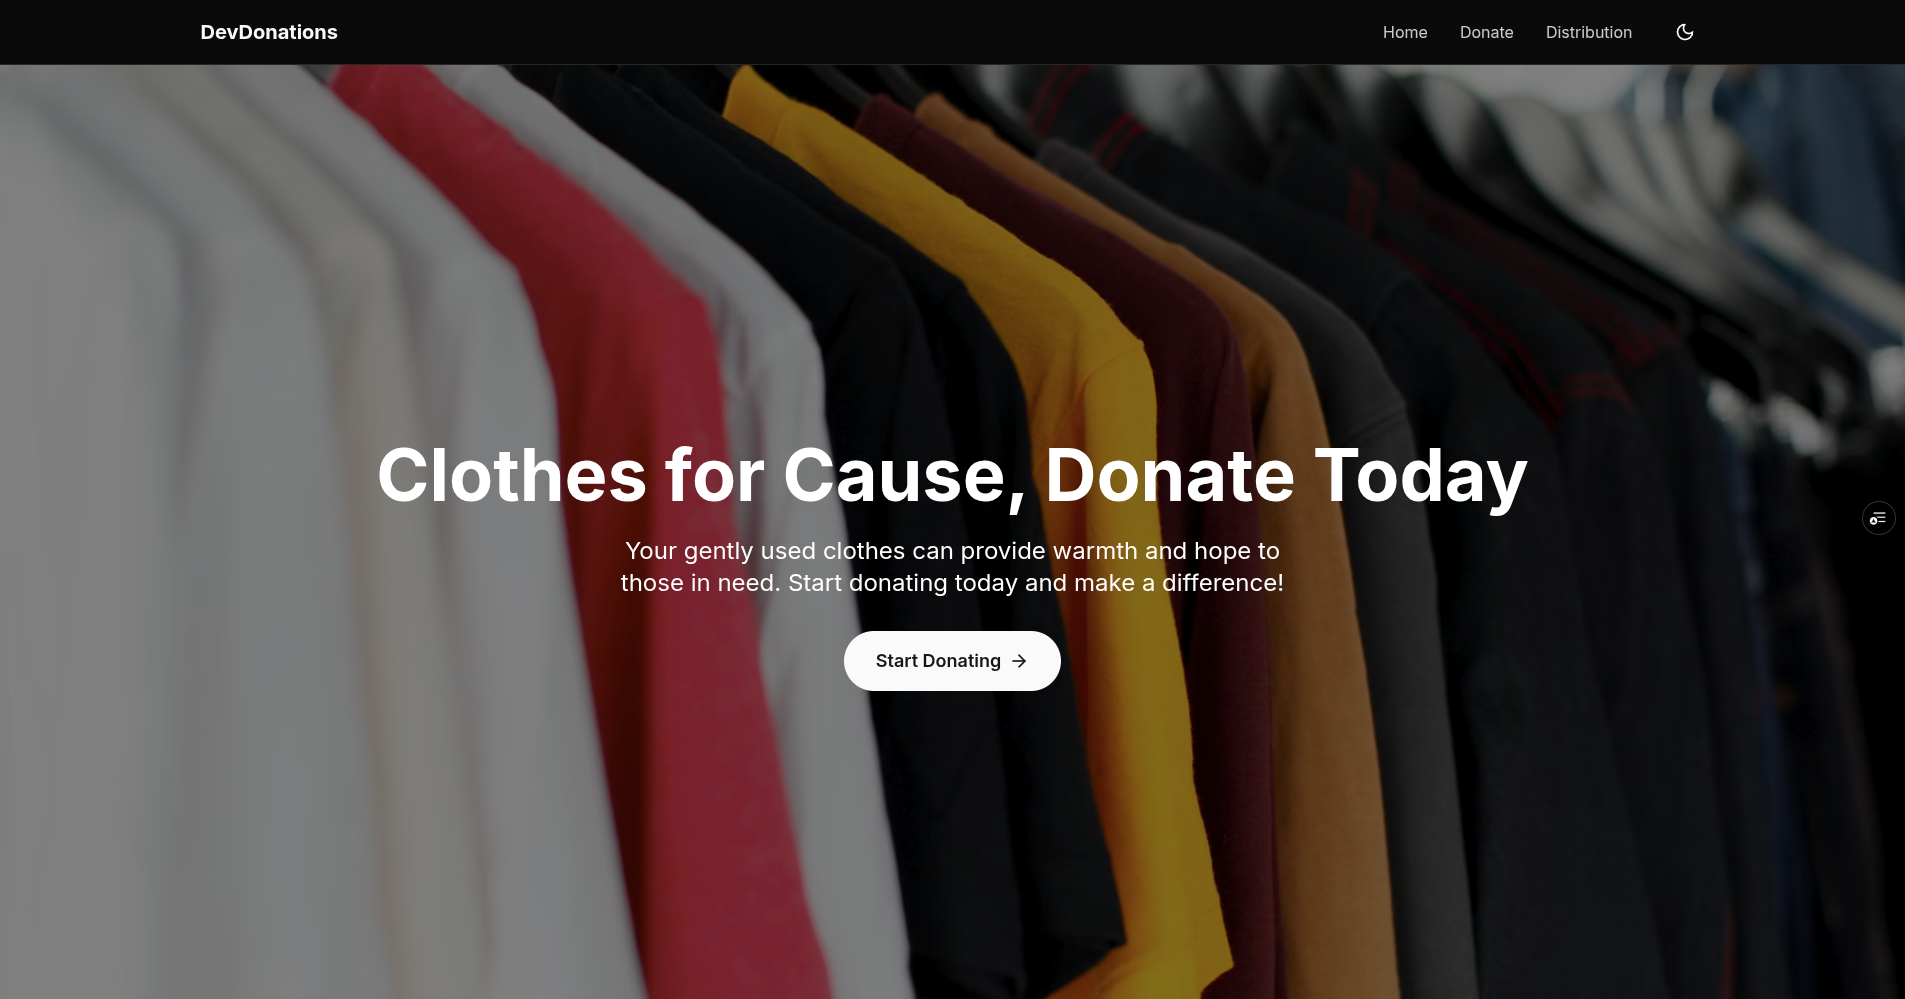 DevDonations
Home
Donate
Distribution
Clothes for Cause, Donate Today
Your gently used clothes can provide warmth and hope to
those in need. Start donating today and make a difference!
Start Donating